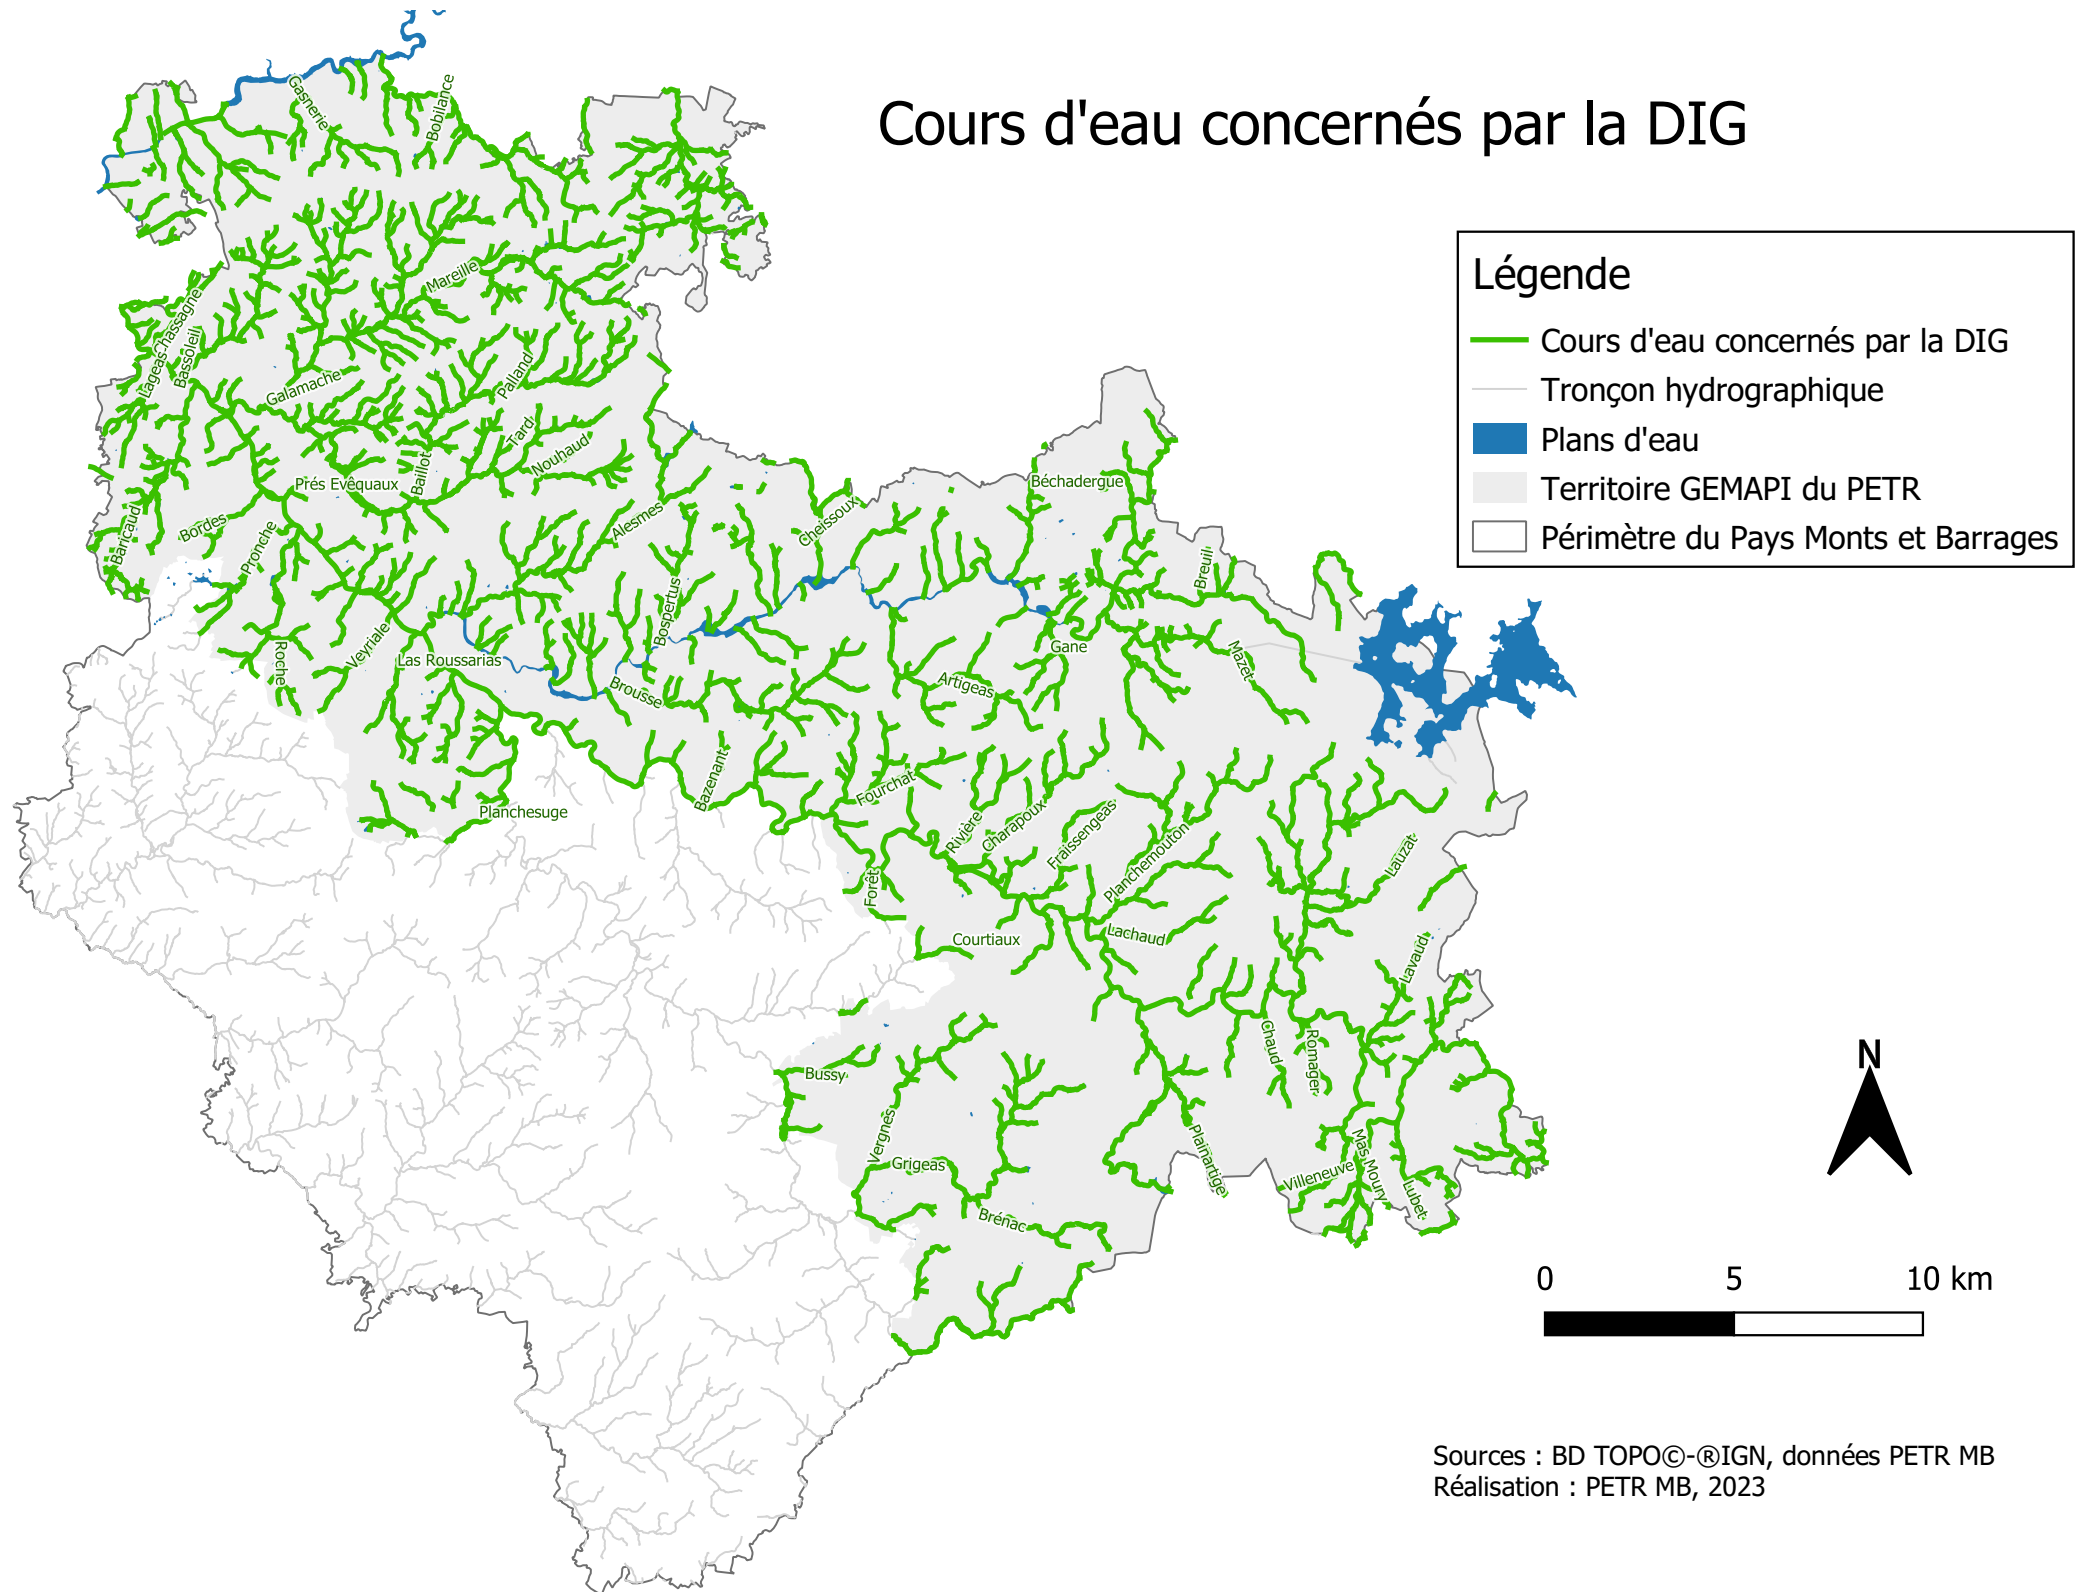 Cours d'eau concernés par la DIG
Légende
Cours d'eau concernés par la DIG
Tronçon hydrographique
Plans d'eau
Territoire GEMAPI du PETR
Périmètre du Pays Monts et Barrages
Gasnerie
Bobilance
Mareille
Chassagne
Lageas
Bassoleil
Galamache
Palland
Tard
Nouhaud
Baillot
Prés Evêquaux
Bordes
Baricaud
Pronche
Alesmes
Cheissoux
Béchadergue
Breuil
Bospertus
Roche
Veyriale
Las Roussarias
Brousse
Gane
Mazet
Artigeas
Bazenant
Fourchat
Planchesuge
Rivière
Charapoux
Fraissengeas
Planchemouton
Lauzat
Forêt
Courtiaux
Lachaud
Lavaud
Chaud
Romager
Bussy
Vergnes
Grigeas
Plainartige
Mas Moury
Villeneuve
Lubet
Brénac
N
0 5 10 km
Sources : BD TOPO©-®IGN, données PETR MB
Réalisation : PETR MB, 2023